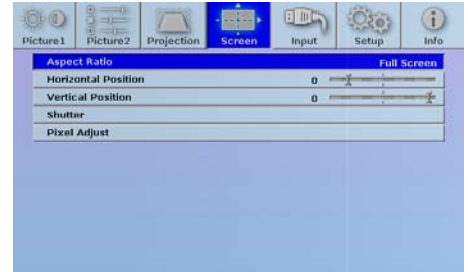 Picture1 Picture2 Projection Screen Input Setup Info
Aspect Ratio Full Screen
Horizontal Position 0
Vertical Position 0
Shutter
Pixel Adjust